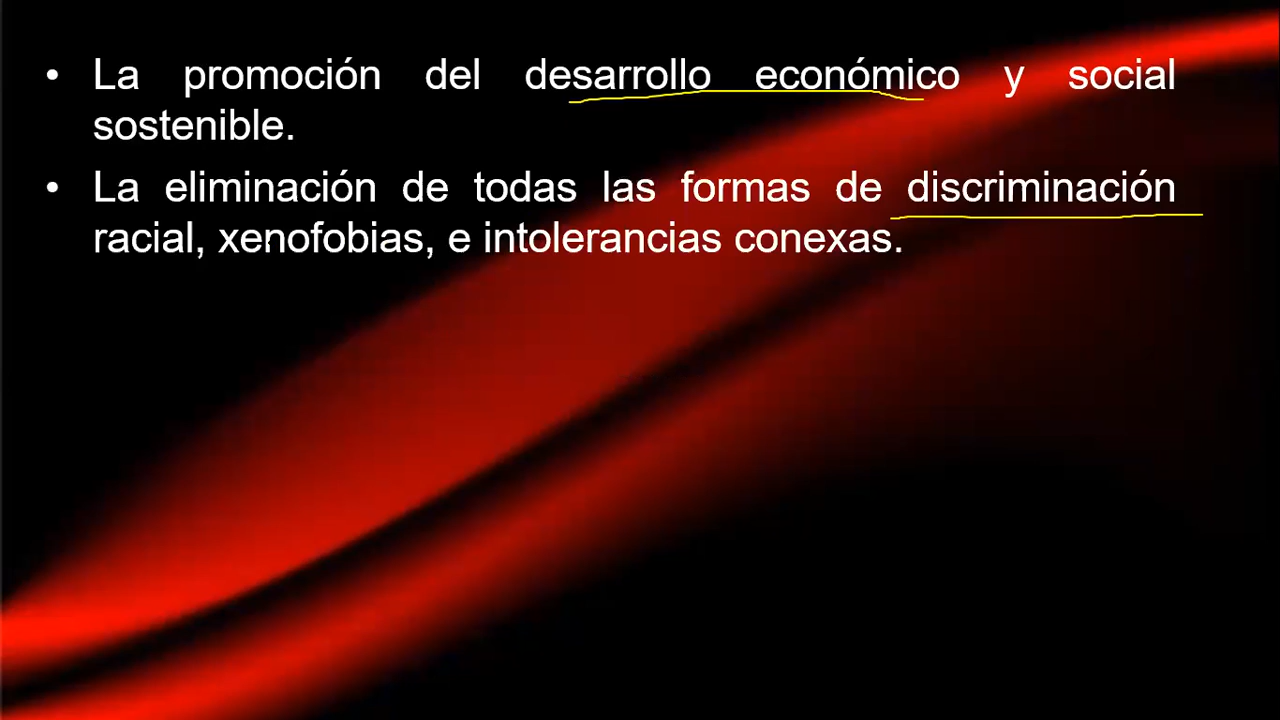 • La promoción del desarrollo económico y social
sostenible.
• La eliminación de todas las formas de discriminación
racial, xenofobias, e intolerancias conexas.